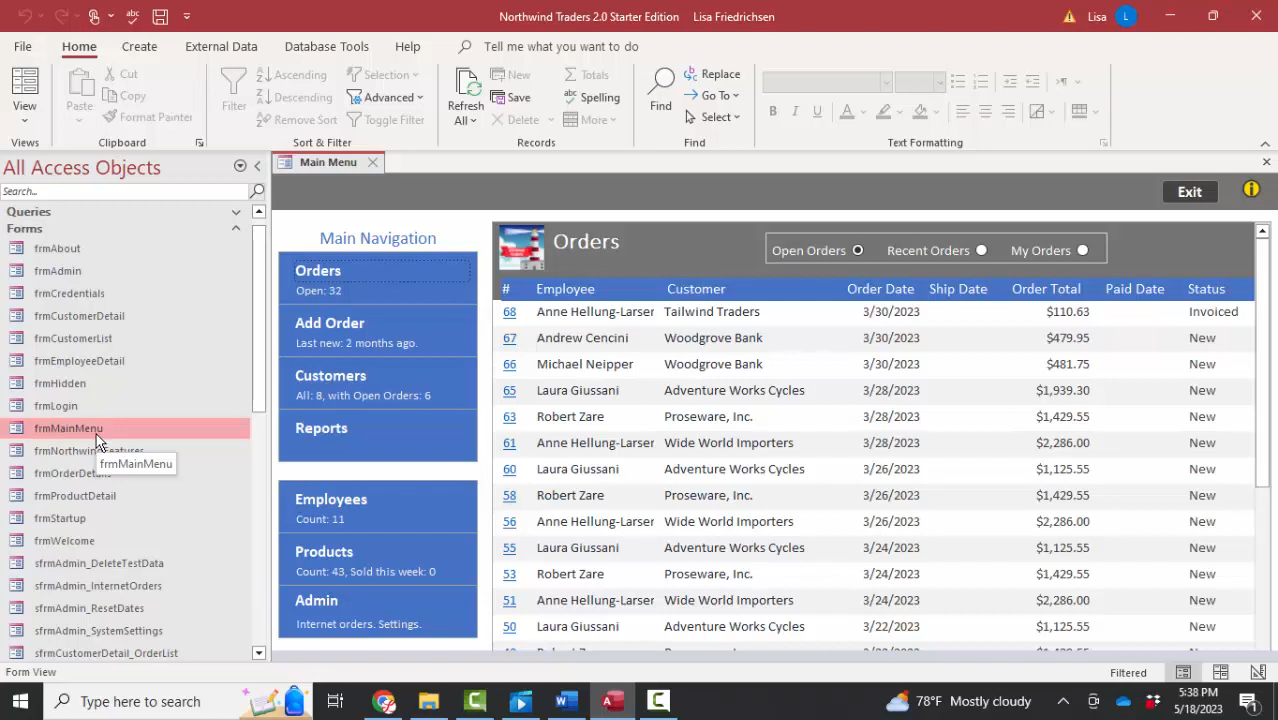 Northwind Traders 2.0 Starter Edition Lisa Friedrichsen Lisa L
File Home Create External Data Database Tools Help Tell me what you want to do
View
Paste
Cut
Copy
Format Painter
Filter
Ascending
Descending
Remove Sort
Selection
Advanced
Toggle Filter
Refresh
All
New
Save
Delete
Totals
Spelling
More
Find
Replace
Go To
Select
B I U A
Views Clipboard Sort & Filter Records Find Text Formatting
All Access Objects
Search...
Queries
Forms
frmAbout
frmAdmin
frmCredentials
frmCustomerDetail
frmCustomerList
frmEmployeeDetail
frmHidden
frmLogin
frmMainMenu
frmMainMenu
frmProductDetail
frmStartup
frmWelcome
sfrmAdmin_DeleteTestData
sfrmAdmin_InternetOrders
sfrmAdmin_ResetDates
sfrmAdmin_SystemSettings
sfrmCustomerDetail_OrderList
Main Menu
Exit
Main Navigation
Orders
Open: 32
Add Order
Last new: 2 months ago.
Customers
All: 8, with Open Orders: 6
Reports
Employees
Count: 11
Products
Count: 43, Sold this week: 0
Admin
Internet orders. Settings.
Orders
Open Orders Recent Orders My Orders
# Employee Customer Order Date Ship Date Order Total Paid Date Status
68 Anne Hellung-Larser Tailwind Traders 3/30/2023 $110.63 Invoiced
67 Andrew Cencini Woodgrove Bank 3/30/2023 $479.95 New
66 Michael Neipper Woodgrove Bank 3/30/2023 $481.75 New
65 Laura Giussani Adventure Works Cycles 3/28/2023 $1,939.30 New
63 Robert Zare Proseware, Inc. 3/28/2023 $1,429.55 New
61 Anne Hellung-Larser Wide World Importers 3/28/2023 $2,286.00 New
60 Laura Giussani Adventure Works Cycles 3/28/2023 $1,125.55 New
58 Robert Zare Proseware, Inc. 3/26/2023 $1,429.55 New
56 Anne Hellung-Larser Wide World Importers 3/26/2023 $2,286.00 New
55 Laura Giussani Adventure Works Cycles 3/24/2023 $1,125.55 New
53 Robert Zare Proseware, Inc. 3/24/2023 $1,429.55 New
51 Anne Hellung-Larser Wide World Importers 3/24/2023 $2,286.00 New
50 Laura Giussani Adventure Works Cycles 3/22/2023 $1,125.55 New
Form View Filtered
Type here to search
78°F Mostly cloudy
5:38 PM
5/18/2023
1